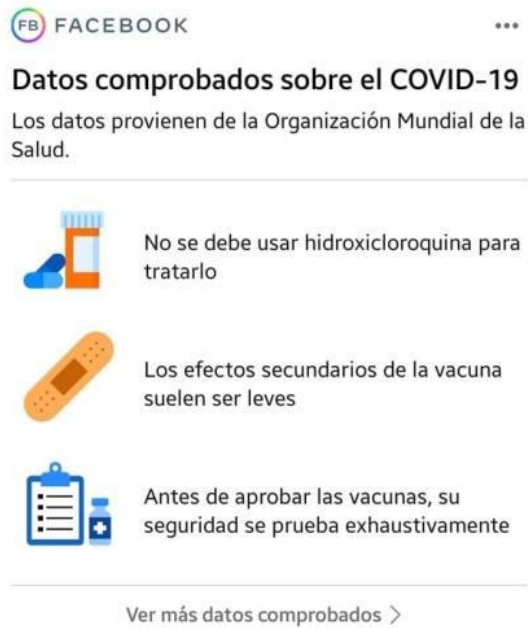 FB FACEBOOK
Datos comprobados sobre el COVID-19
Los datos provienen de la Organización Mundial de la
Salud.
No se debe usar hidroxicloroquina para
tratarlo
Los efectos secundarios de la vacuna
suelen ser leves
Antes de aprobar las vacunas, su
seguridad se prueba exhaustivamente
Ver más datos comprobados >